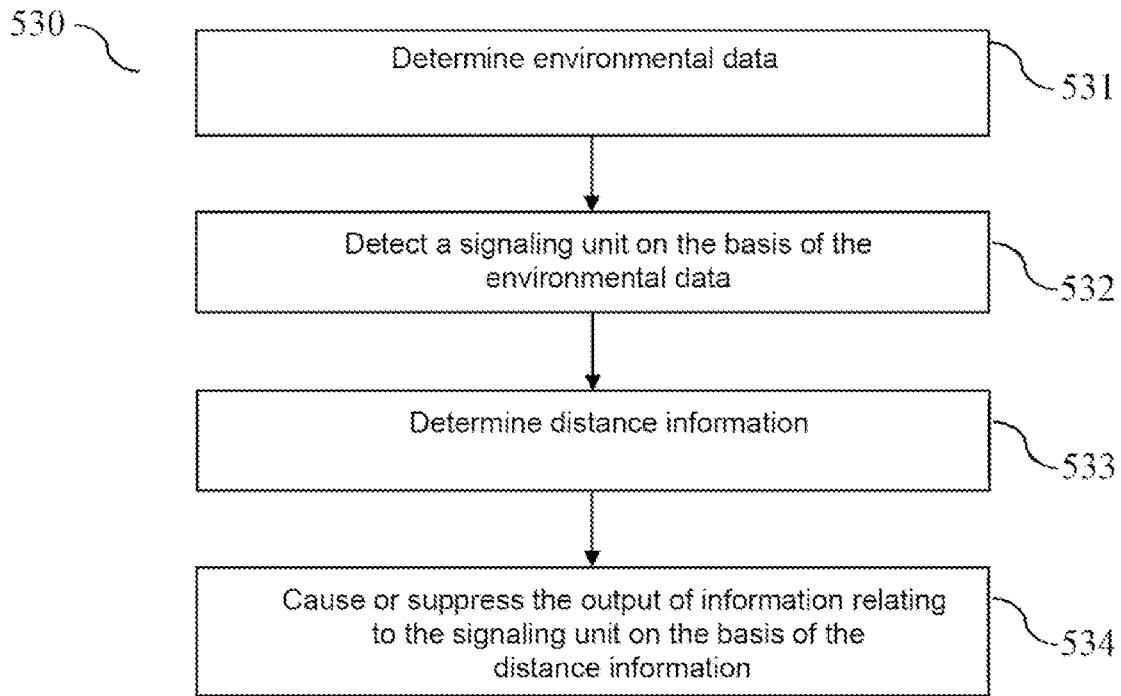 530
Determine environmental data
531
Detect a signaling unit on the basis of the
environmental data
532
Determine distance information
533
Cause or suppress the output of information relating
to the signaling unit on the basis of the
distance information
534